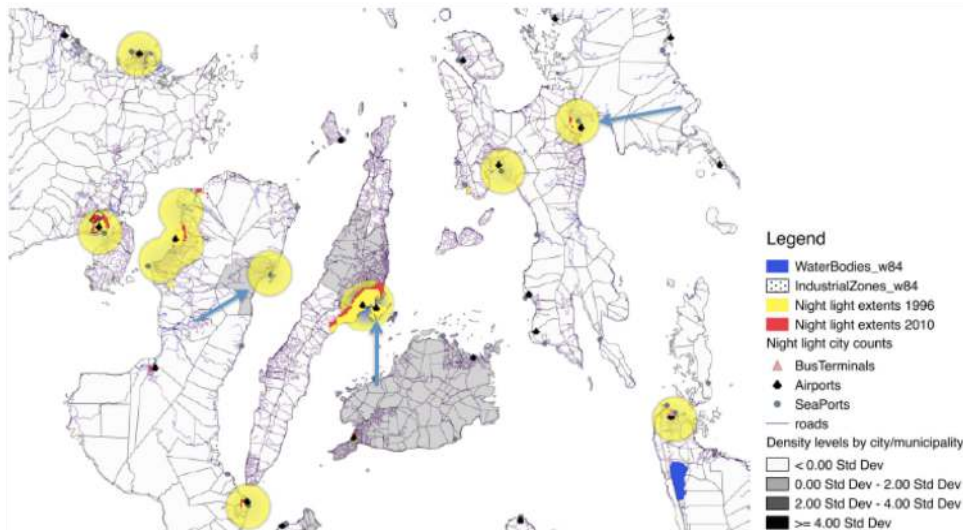 Legend
WaterBodies_w84
IndustrialZones_w84
Night light extents 1996
Night light extents 2010
Night light city counts
BusTerminals
Airports
SeaPorts
roads
Density levels by city/municipality
< 0.00 Std Dev
0.00 Std Dev - 2.00 Std Dev
2.00 Std Dev - 4.00 Std Dev
>= 4.00 Std Dev